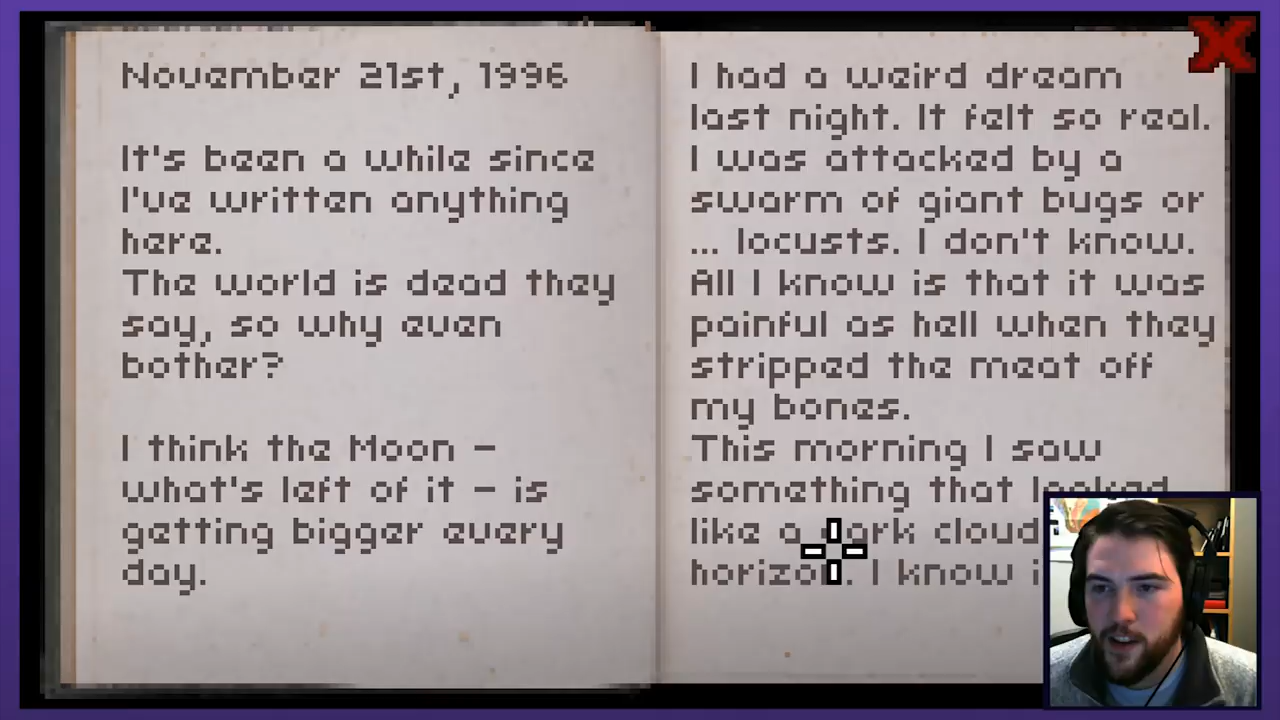 November 21st, 1996
It's been a while since
I've written anything
here.
The world is dead they
say, so why even
bother?
I think the Moon –
what's left of it – is
getting bigger every
day.
I had a weird dream
last night. It felt so real.
I was attacked by a
swarm of giant bugs or
... locusts. I don't know.
All I know is that it was
painful as hell when they
stripped the meat off
my bones.
This morning I saw
something that looked
like a dark cloud
horizon. I know